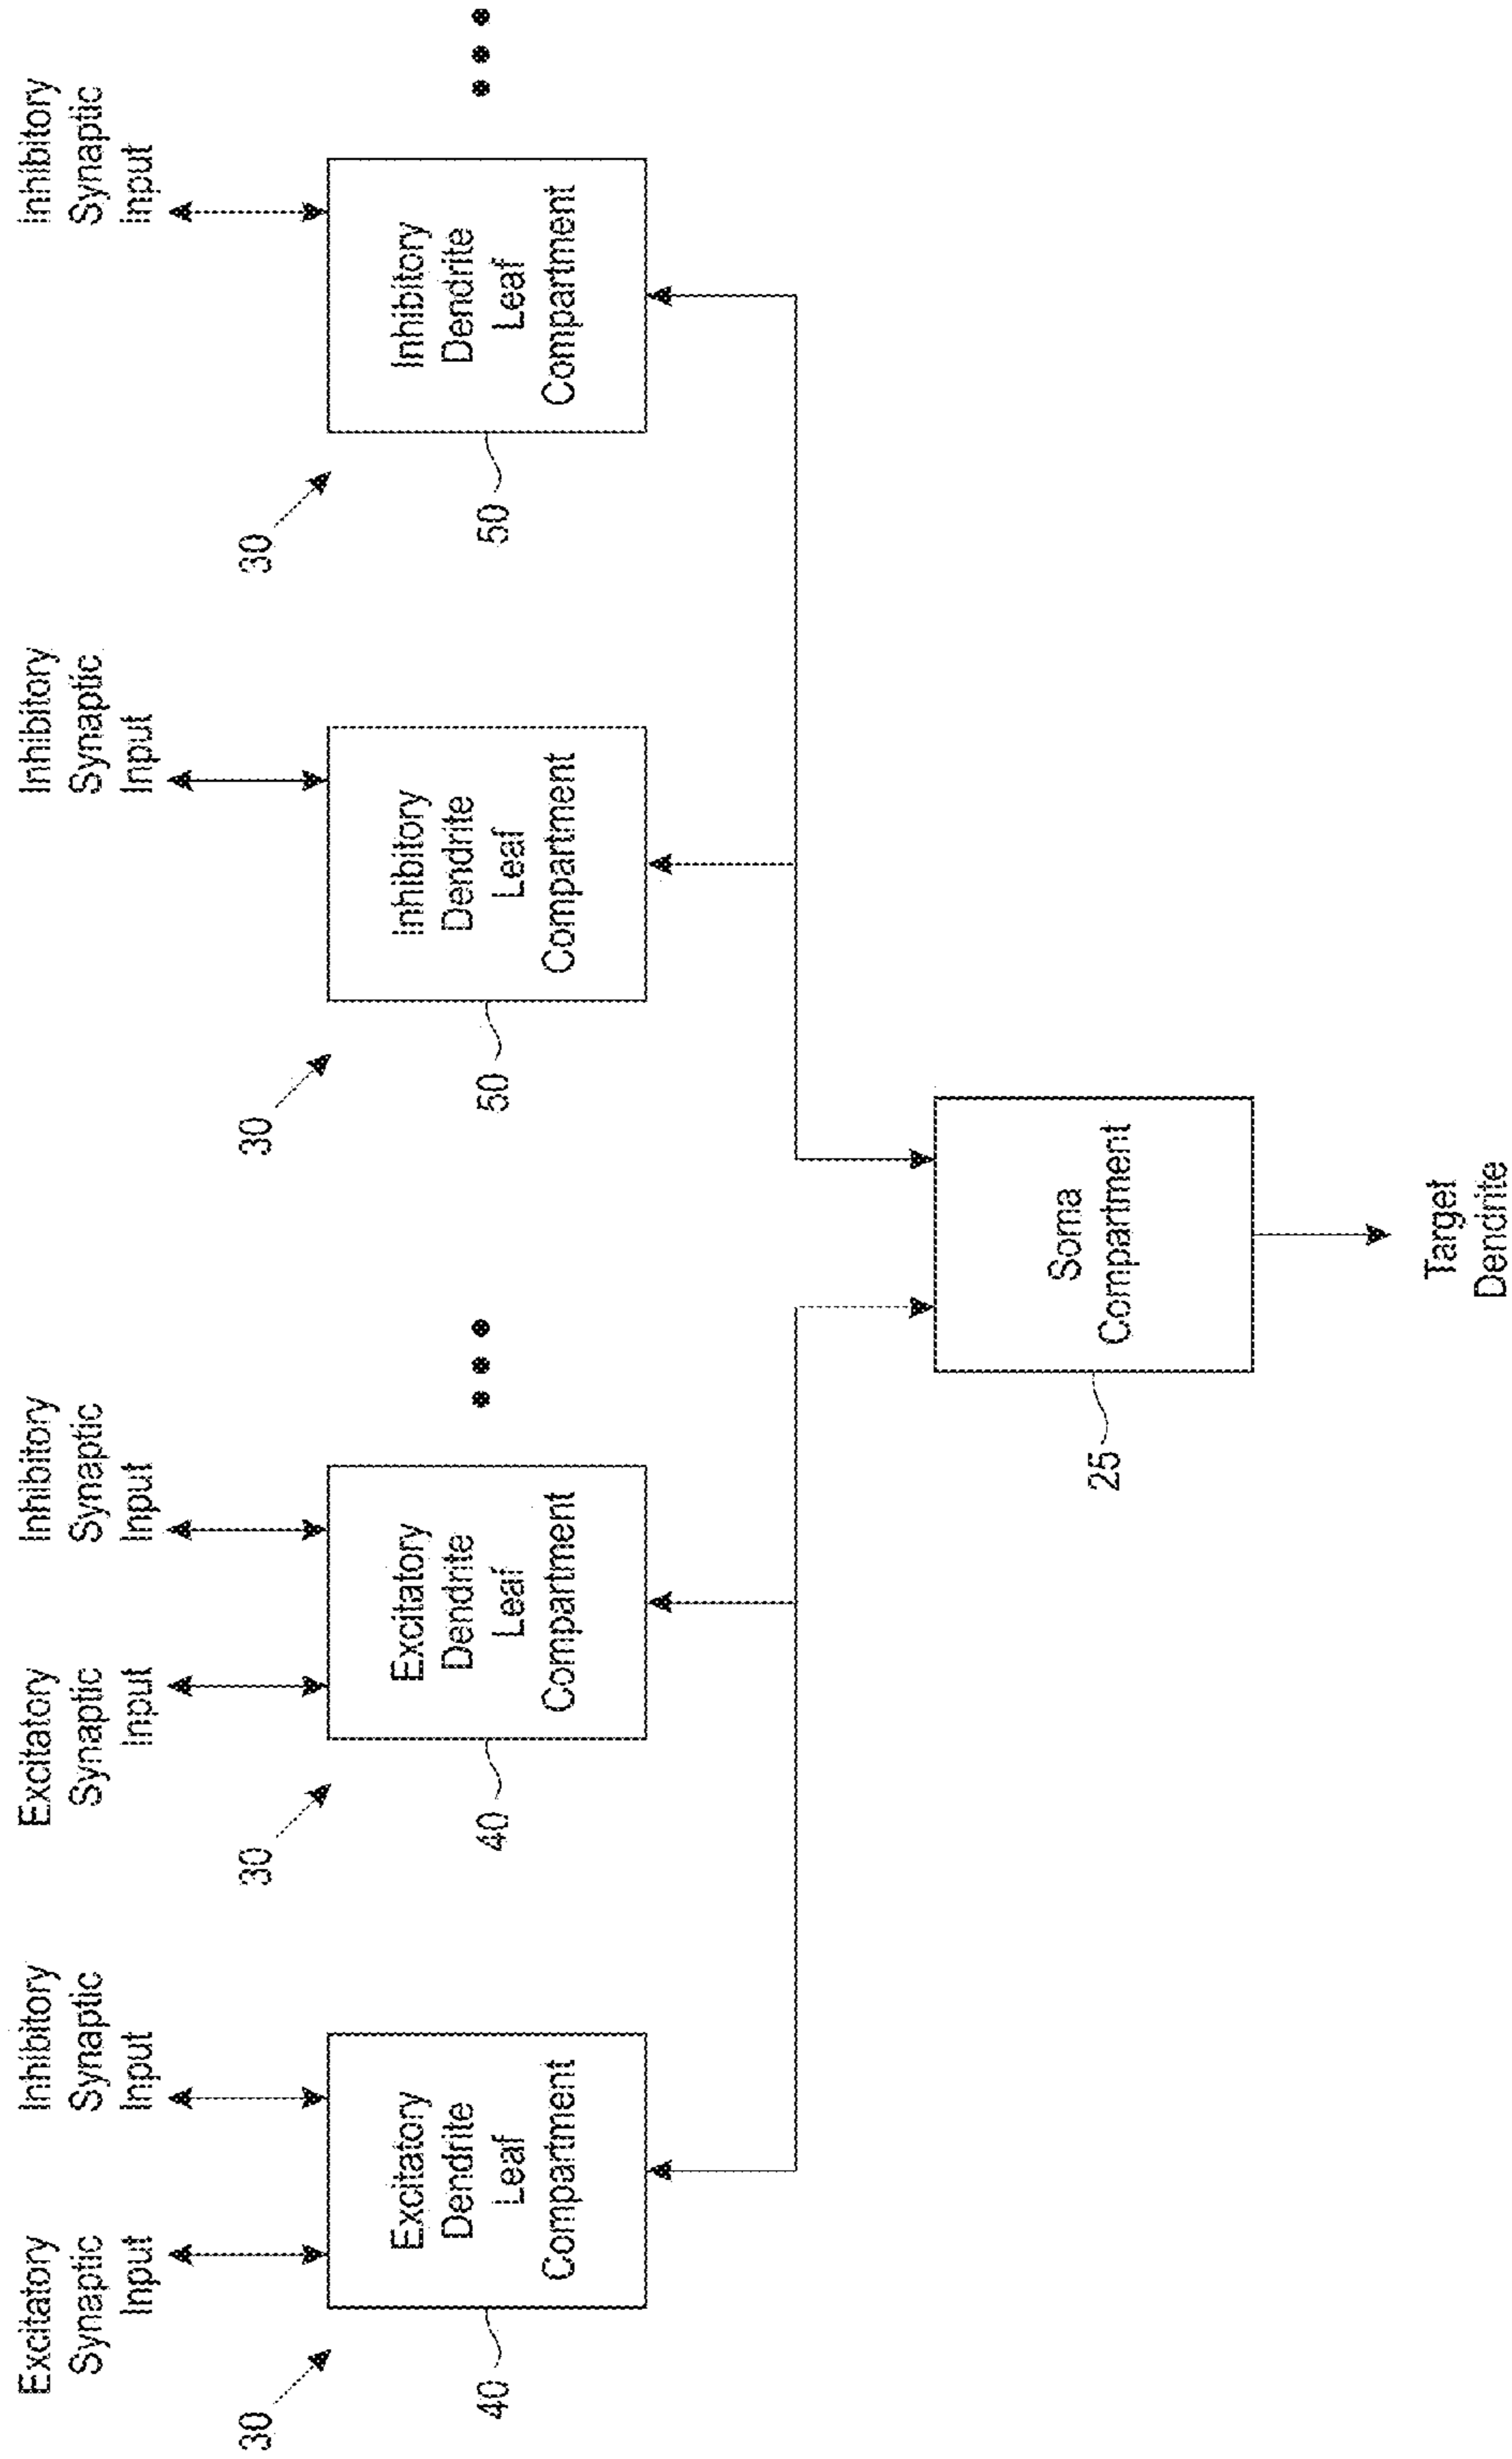 Excitatory
Synaptic
Input
Inhibitory
Synaptic
Input
Excitatory
Synaptic
Input
Inhibitory
Synaptic
Input
Inhibitory
Synaptic
Input
Inhibitory
Synaptic
Input
30
30
30
30
Excitatory
Dendrite
Leaf
Compartment
Excitatory
Dendrite
Leaf
Compartment
Inhibitory
Dendrite
Leaf
Compartment
Inhibitory
Dendrite
Leaf
Compartment
40
40
50
50
Soma
Compartment
25
Target
Dendrite